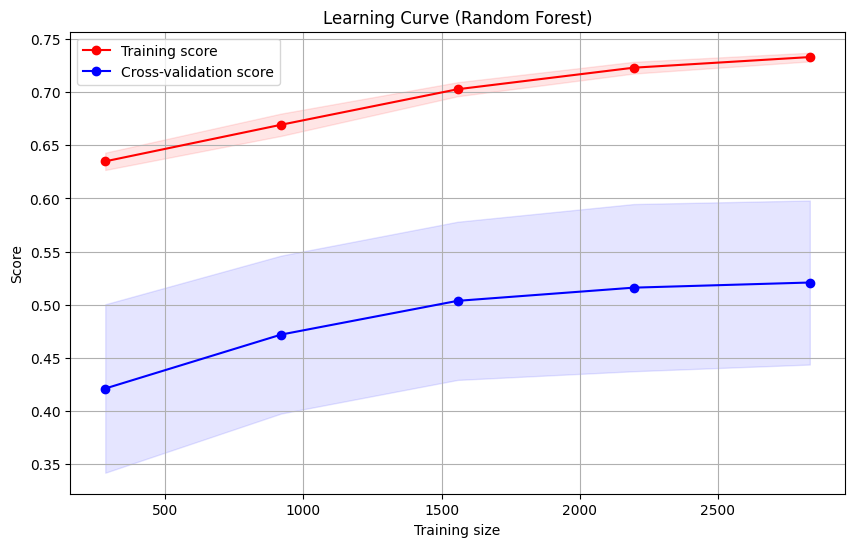 Learning Curve (Random Forest)
Training score
Cross-validation score
0.75
0.70
0.65
0.60
0.55
0.50
0.45
0.40
0.35
Score
500
1000
1500
2000
2500
Training size